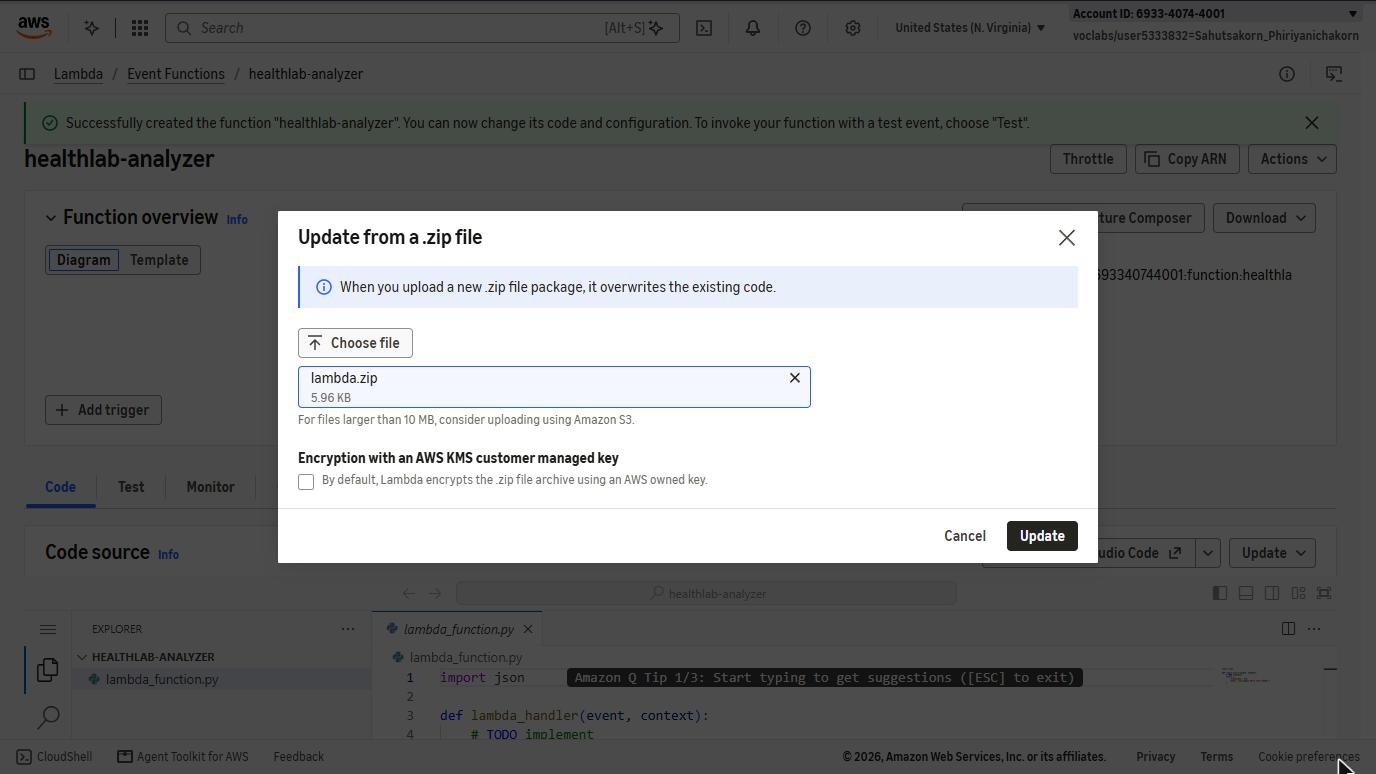 aws
Search [Alt+S]
United States (N. Virginia)
Account ID: 6933-4074-4001
voclabs/user5333832=Sahutsakorn_Phiriyanichakorn
Lambda / Event Functions / healthlab-analyzer
Successfully created the function "healthlab-analyzer". You can now change its code and configuration. To invoke your function with a test event, choose "Test".
healthlab-analyzer
Throttle Copy ARN Actions
Function overview Info
ture Composer Download
Diagram Template
693340744001:function:healthla
Add trigger
Update from a .zip file
When you upload a new .zip file package, it overwrites the existing code.
Choose file
lambda.zip
5.96 KB
For files larger than 10 MB, consider uploading using Amazon S3.
Encryption with an AWS KMS customer managed key
By default, Lambda encrypts the .zip file archive using an AWS owned key.
Cancel Update
Code Test Monitor
Code source Info
udio Code Update
healthlab-analyzer
EXPLORER
HEALTHLAB-ANALYZER
lambda_function.py
lambda_function.py
lambda_function.py
1 import json
Amazon Q Tip 1/3: Start typing to get suggestions ([ESC] to exit)
2
3 def lambda_handler(event, context):
4 # TODO implement
CloudShell Agent Toolkit for AWS Feedback
© 2026, Amazon Web Services, Inc. or its affiliates. Privacy Terms Cookie preferences